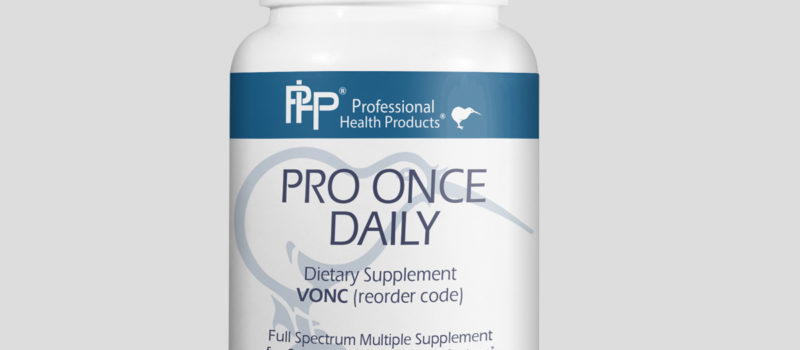 PHP® Professional
Health Products®
PRO ONCE
DAILY
Dietary Supplement
VONC (reorder code)
Full Spectrum Multiple Supplement